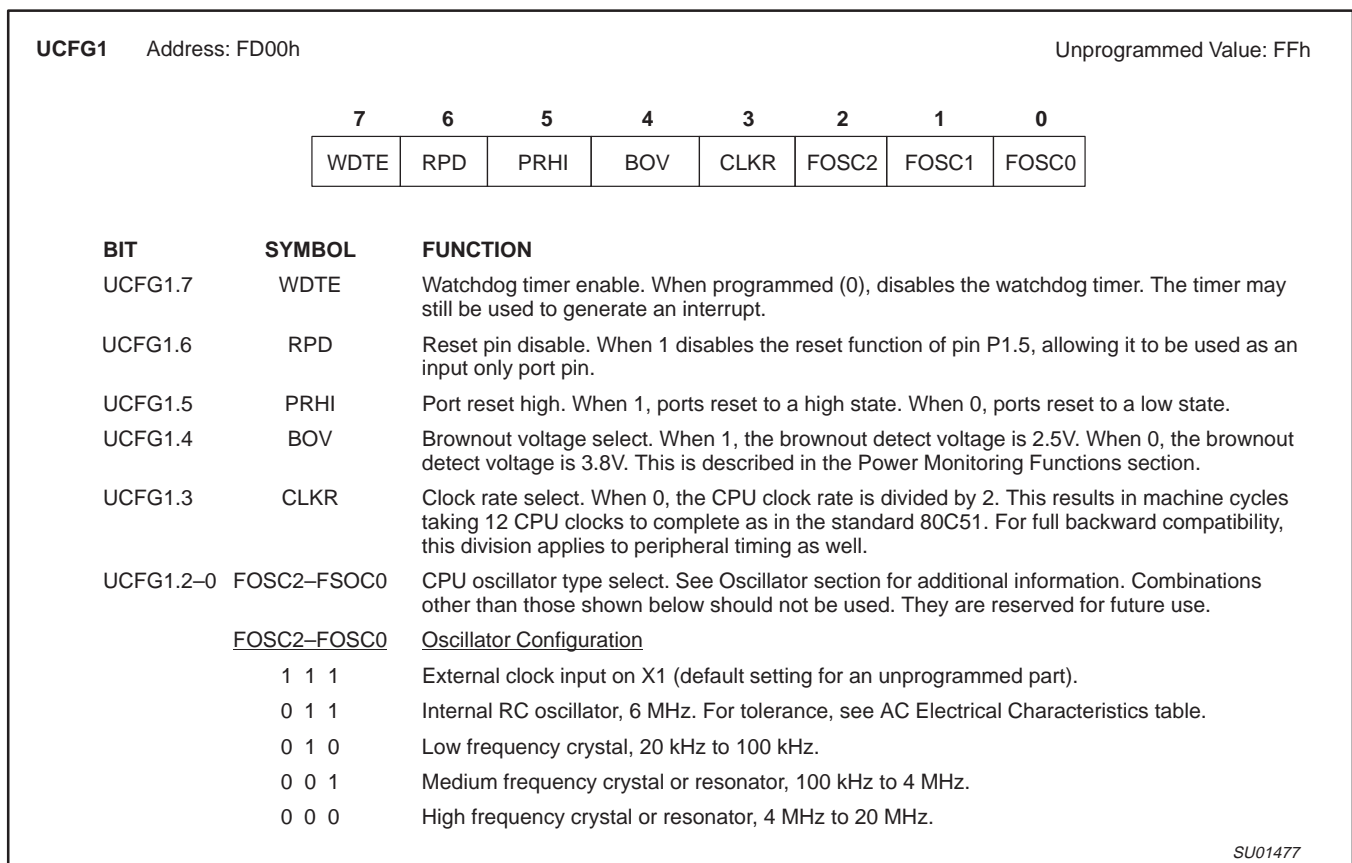 UCFG1 Address: FD00h Unprogrammed Value: FFh
7 6 5 4 3 2 1 0
WDTE RPD PRHI BOV CLKR FOSC2 FOSC1 FOSC0
BIT SYMBOL FUNCTION
UCFG1.7 WDTE Watchdog timer enable. When programmed (0), disables the watchdog timer. The timer may
still be used to generate an interrupt.
UCFG1.6 RPD Reset pin disable. When 1 disables the reset function of pin P1.5, allowing it to be used as an
input only port pin.
UCFG1.5 PRHI Port reset high. When 1, ports reset to a high state. When 0, ports reset to a low state.
UCFG1.4 BOV Brownout voltage select. When 1, the brownout detect voltage is 2.5V. When 0, the brownout
detect voltage is 3.8V. This is described in the Power Monitoring Functions section.
UCFG1.3 CLKR Clock rate select. When 0, the CPU clock rate is divided by 2. This results in machine cycles
taking 12 CPU clocks to complete as in the standard 80C51. For full backward compatibility,
this division applies to peripheral timing as well.
UCFG1.2–0 FOSC2–FSOC0 CPU oscillator type select. See Oscillator section for additional information. Combinations
other than those shown below should not be used. They are reserved for future use.
FOSC2–FOSC0 Oscillator Configuration
1 1 1 External clock input on X1 (default setting for an unprogrammed part).
0 1 1 Internal RC oscillator, 6 MHz. For tolerance, see AC Electrical Characteristics table.
0 1 0 Low frequency crystal, 20 kHz to 100 kHz.
0 0 1 Medium frequency crystal or resonator, 100 kHz to 4 MHz.
0 0 0 High frequency crystal or resonator, 4 MHz to 20 MHz.
SU01477